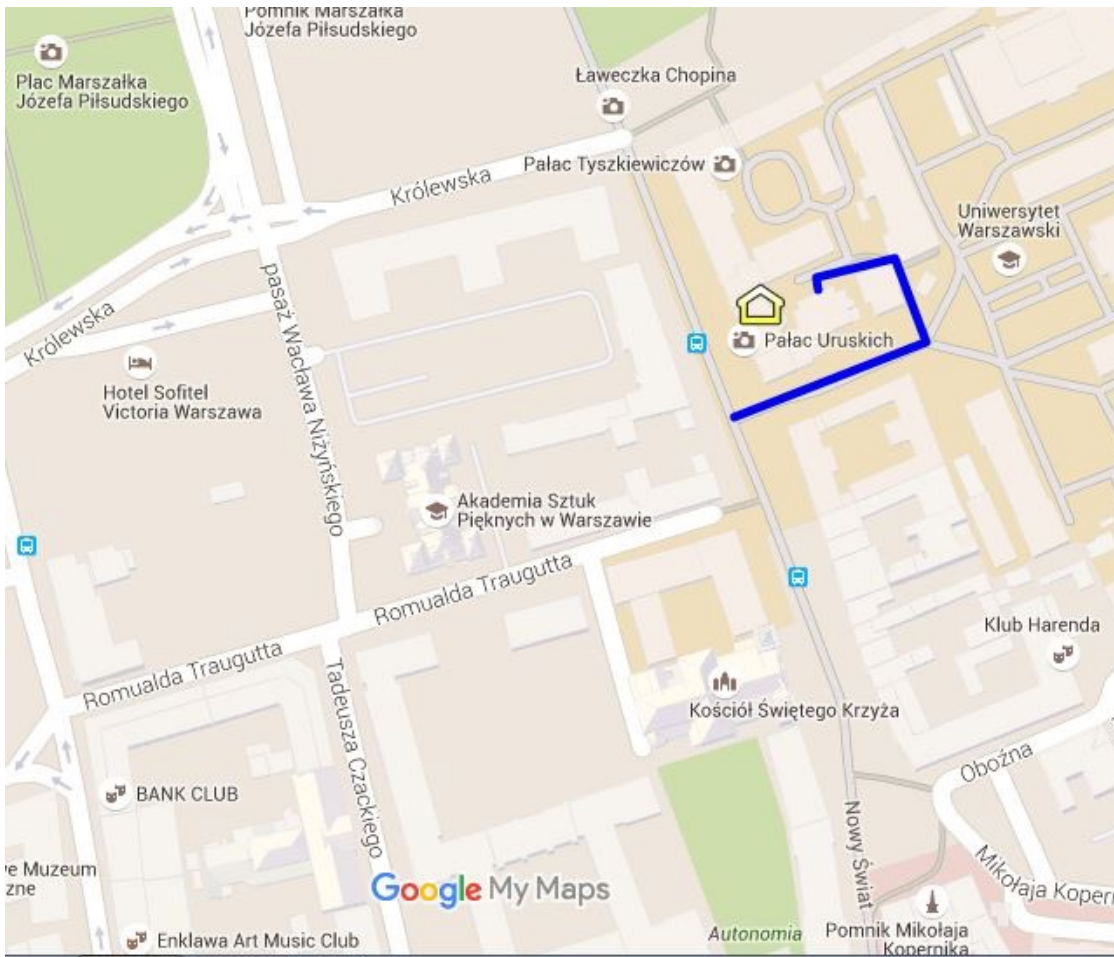 Pomnik Marszałka
Józefa Piłsudskiego
Plac Marszałka
Józefa Piłsudskiego
Ławeczka Chopina
Pałac Tyszkiewiczów
Królewska
Uniwersytet
Warszawski
Królewska
pasaż Wacława Niżyńskiego
Pałac Uruskich
Hotel Sofitel
Victoria Warszawa
Akademia Sztuk
Pięknych w Warszawie
Romualda Traugutta
Klub Harenda
Romualda Traugutta
Tadeusza Czackiego
Kościół Świętego Krzyża
Oboźna
BANK CLUB
Nowy Świat
Muzeum
zne
Mikołaja Koperni
Google My Maps
Enklawa Art Music Club
Autonomia
Pomnik Mikołaja
Kopernika